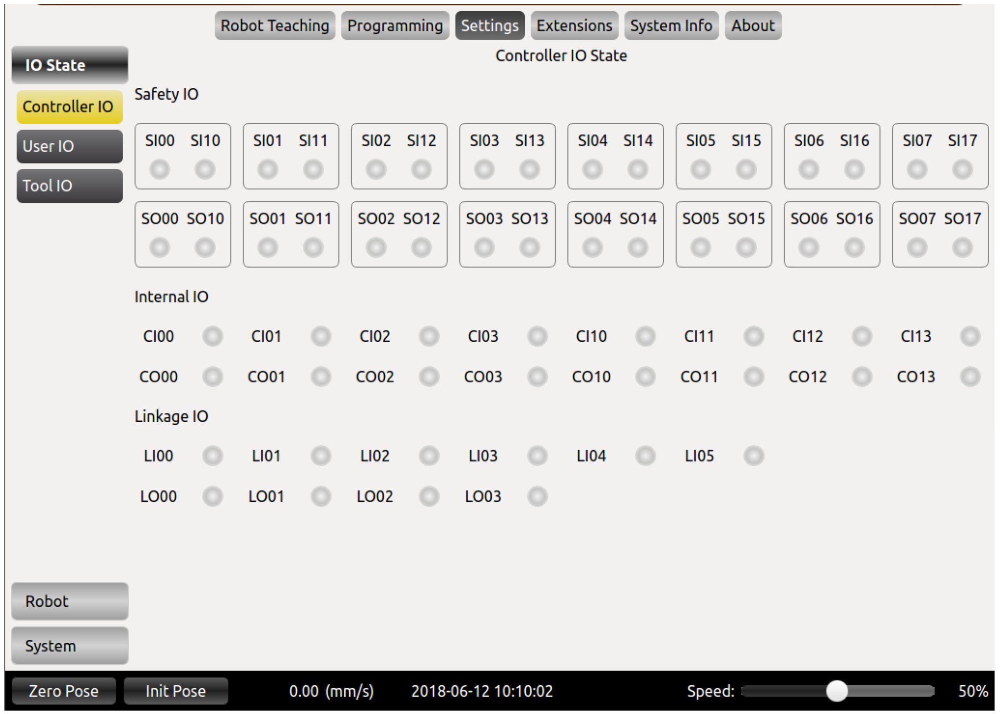 Robot Teaching Programming Settings Extensions System Info About
IO State
Controller IO State
Controller IO
User IO
Tool IO
Safety IO
SI00 SI10 SI01 SI11 SI02 SI12 SI03 SI13 SI04 SI14 SI05 SI15 SI06 SI16 SI07 SI17
SO00 SO10 SO01 SO11 SO02 SO12 SO03 SO13 SO04 SO14 SO05 SO15 SO06 SO16 SO07 SO17
Internal IO
CI00 CI01 CI02 CI03 CI10 CI11 CI12 CI13
CO00 CO01 CO02 CO03 CO10 CO11 CO12 CO13
Linkage IO
LI00 LI01 LI02 LI03 LI04 LI05
LO00 LO01 LO02 LO03
Robot
System
Zero Pose Init Pose 0.00 (mm/s) 2018-06-12 10:10:02 Speed: 50%